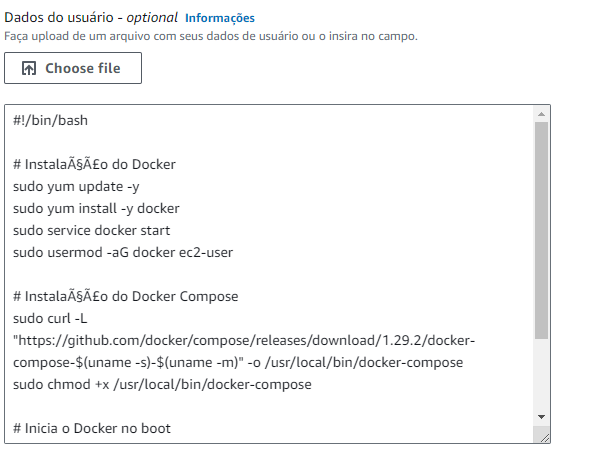 Dados do usuário - optional Informações
Faça upload de um arquivo com seus dados de usuário ou o insira no campo.
Choose file
#!/bin/bash
# InstalaÃ§Ã£o do Docker
sudo yum update -y
sudo yum install -y docker
sudo service docker start
sudo usermod -aG docker ec2-user
# InstalaÃ§Ã£o do Docker Compose
sudo curl -L
"https://github.com/docker/compose/releases/download/1.29.2/docker-
compose-$(uname -s)-$(uname -m)" -o /usr/local/bin/docker-compose
sudo chmod +x /usr/local/bin/docker-compose
# Inicia o Docker no boot